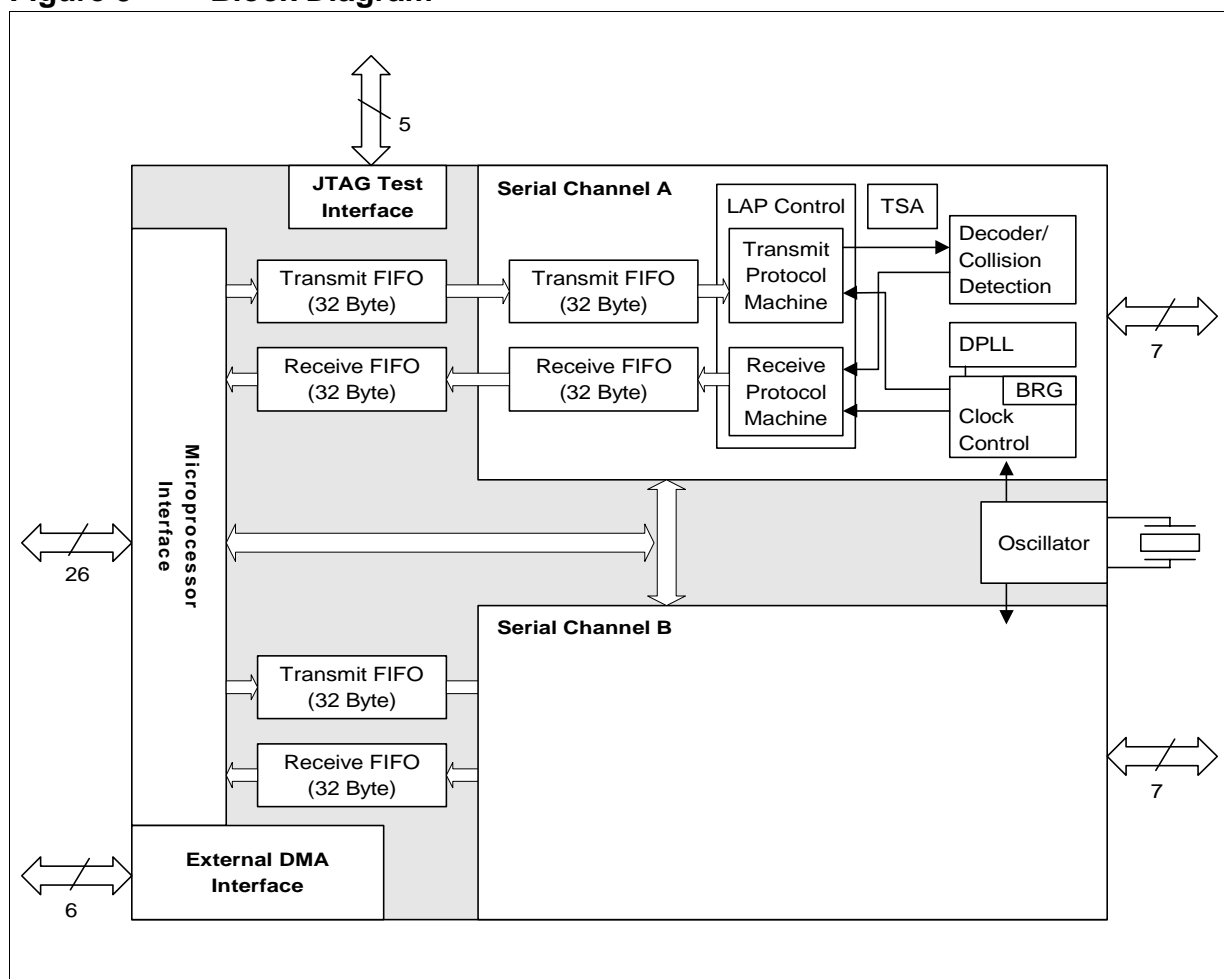 5
JTAG Test
Interface
Serial Channel A
LAP Control
TSA
Transmit FIFO
(32 Byte)
Transmit FIFO
(32 Byte)
Transmit
Protocol
Machine
Decoder/
Collision
Detection
7
Receive FIFO
(32 Byte)
Receive FIFO
(32 Byte)
Receive
Protocol
Machine
DPLL
BRG
Clock
Control
Microprocessor
Interface
26
Oscillator
Serial Channel B
Transmit FIFO
(32 Byte)
Receive FIFO
(32 Byte)
7
External DMA
Interface
6